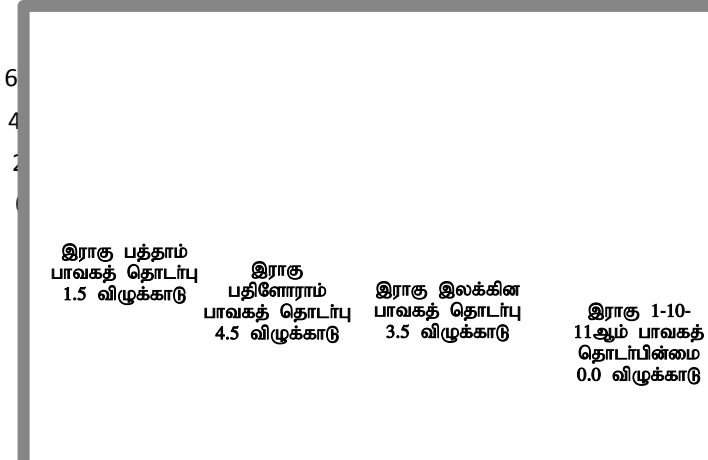 6
4
2
இராகு பத்தாம்
பாவகத் தொடர்பு
1.5 விழுக்காடு
இராகு
பதினோராம்
பாவகத் தொடர்பு
4.5 விழுக்காடு
இராகு இலக்கின
பாவகத் தொடர்பு
3.5 விழுக்காடு
இராகு 1-10-
11ஆம் பாவகத்
தொடர்பின்மை
0.0 விழுக்காடு